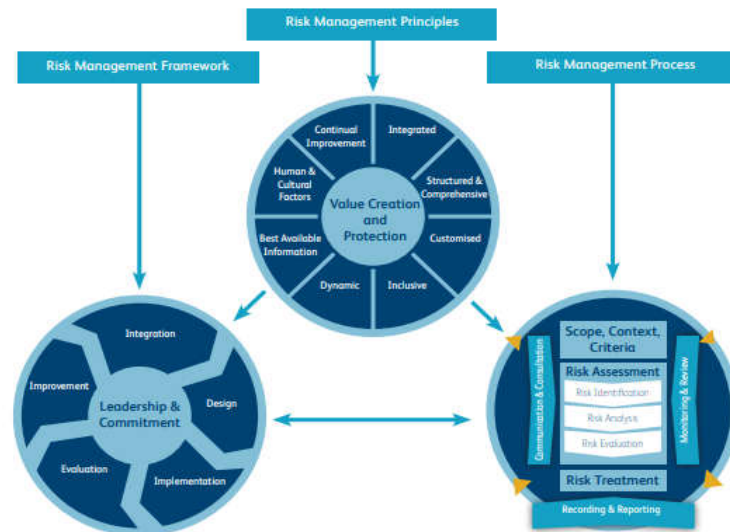 Risk Management Principles
Risk Management Framework
Risk Management Process
Continual
Improvement
Integrated
Human &
Cultural
Factors
Structured &
Comprehensive
Value Creation
and
Protection
Best Available
Information
Customised
Dynamic
Inclusive
Integration
Improvement
Design
Leadership &
Commitment
Evaluation
Implementation
Scope, Context,
Criteria
Communication & Consultation
Risk Assessment
Risk Identification
Risk Analysis
Risk Evaluation
Monitoring & Review
Risk Treatment
Recording & Reporting